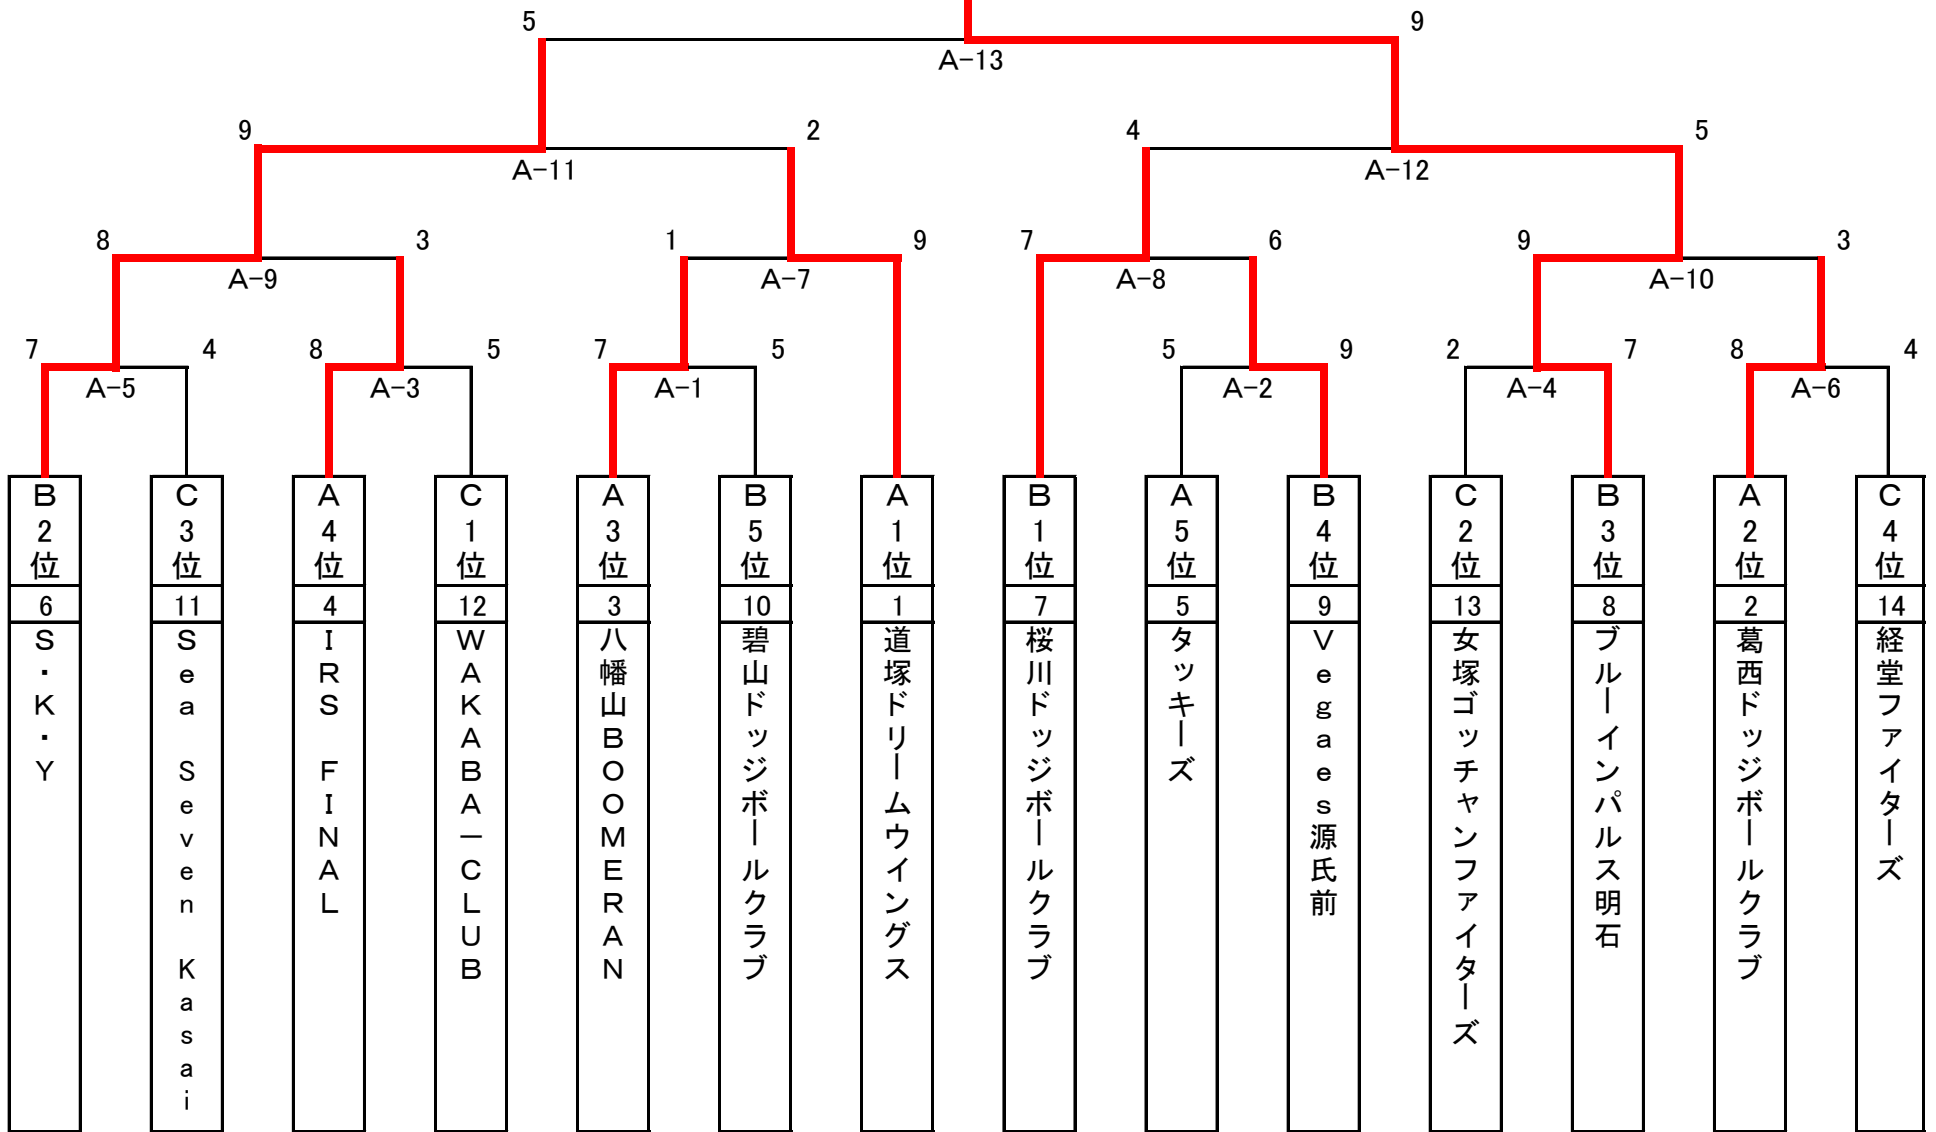 5 9
A-13
9 2 4 5
A-11 A-12
8 3 1 9 7 6 9 3
A-9 A-7 A-8 A-10
7 4 8 5 7 5 5 9 2 7 8 4
A-5 A-3 A-1 A-2 A-4 A-6
B2位
6
S・K・Y
C3位
11
Sea Seven Kasai
A4位
4
IRS FINAL
C1位
12
WAKABA－CLUB
A3位
3
八幡山BOOMERAN
B5位
10
碧山ドッジボールクラブ
A1位
1
道塚ドリームウイングス
B1位
7
桜川ドッジボールクラブ
A5位
5
タッキーズ
B4位
9
Vegaes源氏前
C2位
13
女塚ゴッチャンファイターズ
B3位
8
ブルーインパルス明石
A2位
2
葛西ドッジボールクラブ
C4位
14
経堂ファイターズ